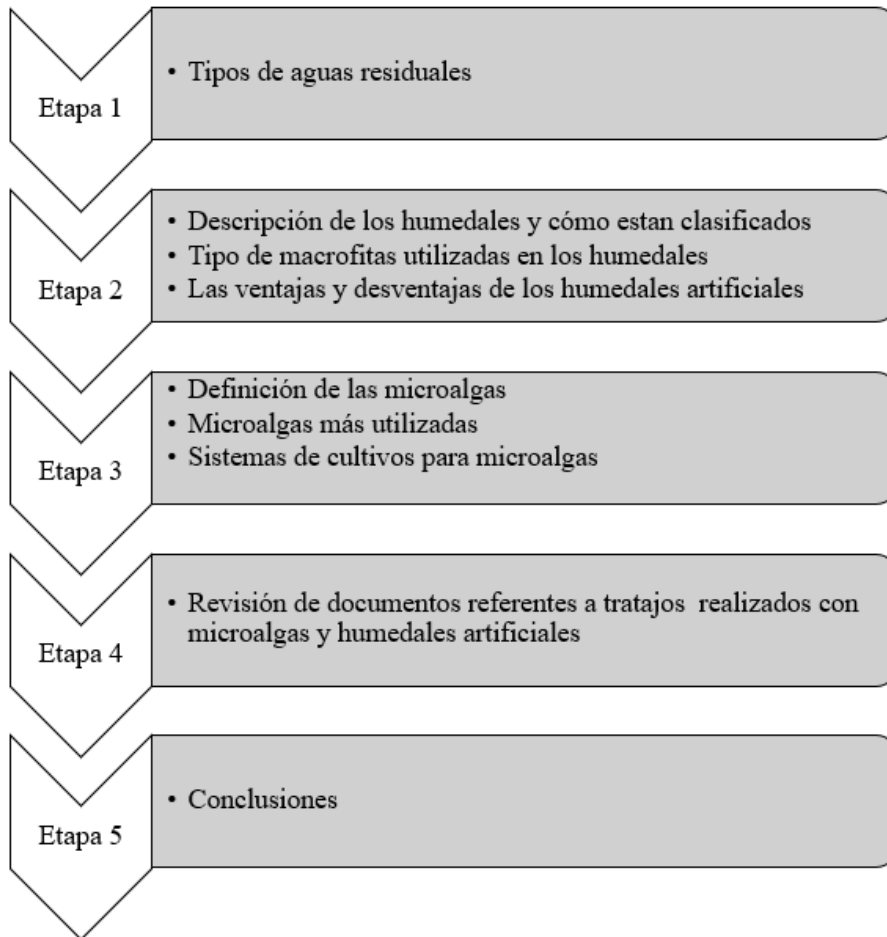 Etapa 1
• Tipos de aguas residuales
Etapa 2
• Descripción de los humedales y cómo estan clasificados
• Tipo de macrofitas utilizadas en los humedales
• Las ventajas y desventajas de los humedales artificiales
Etapa 3
• Definición de las microalgas
• Microalgas más utilizadas
• Sistemas de cultivos para microalgas
Etapa 4
• Revisión de documentos referentes a tratajos realizados con
microalgas y humedales artificiales
Etapa 5
• Conclusiones